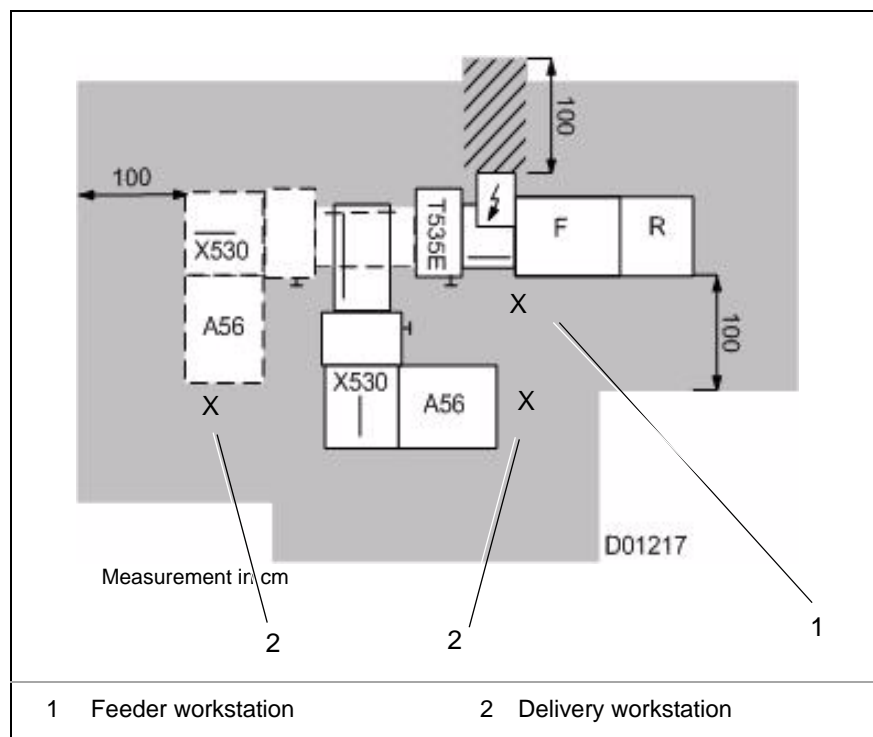 100
100
T535E
F
R
X530
A56
X
100
X530
A56
X
X
D01217
Measurement in cm
2
2
1
1 Feeder workstation
2 Delivery workstation